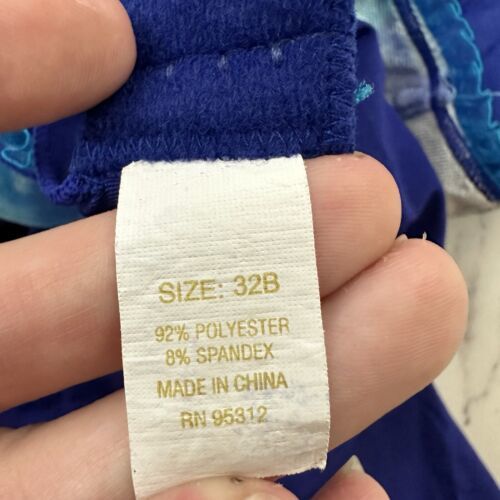 SIZE: 32B
92% POLYESTER
8% SPANDEX
MADE IN CHINA
RN 95312